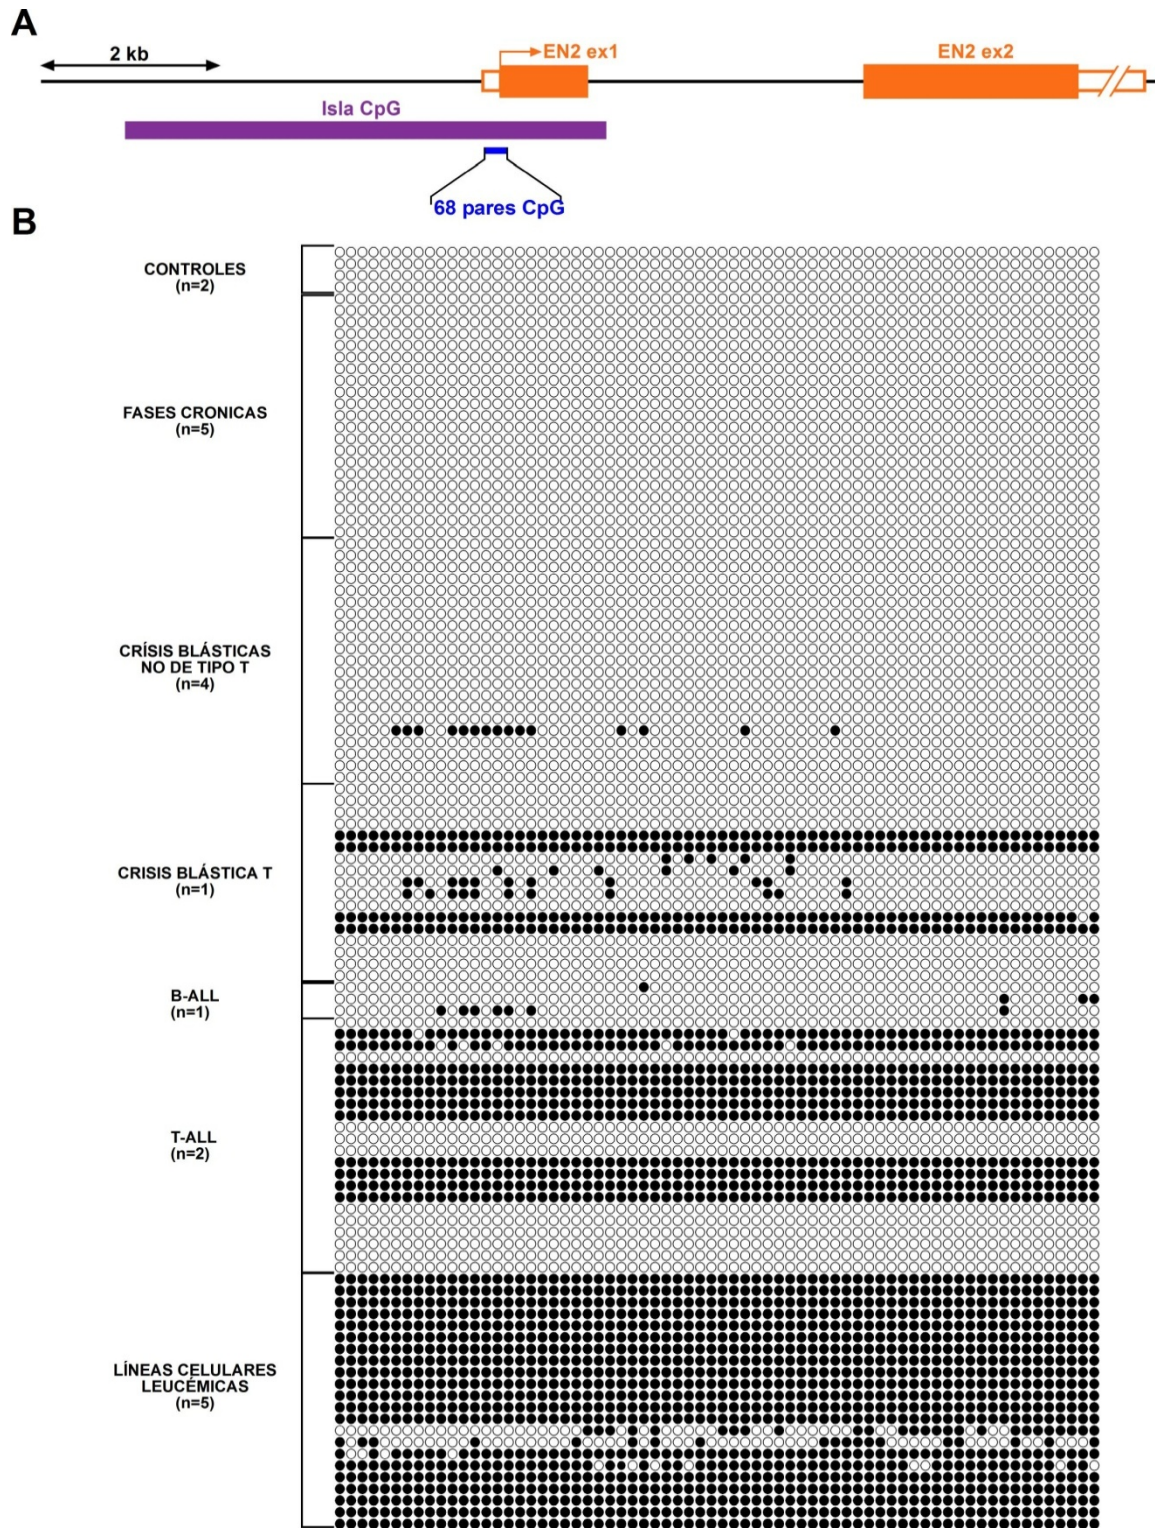 A
2 kb
EN2 ex1
EN2 ex2
Isla CpG
68 pares CpG
B
CONTROLES
(n=2)
FASES CRONICAS
(n=5)
CRÍSIS BLÁSTICAS
NO DE TIPO T
(n=4)
CRISIS BLÁSTICA T
(n=1)
B-ALL
(n=1)
T-ALL
(n=2)
LÍNEAS CELULARES
LEUCÉMICAS
(n=5)